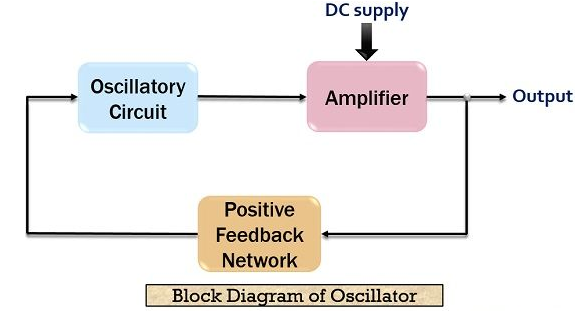 DC supply
Oscillatory
Circuit
Amplifier
Output
Positive
Feedback
Network
Block Diagram of Oscillator